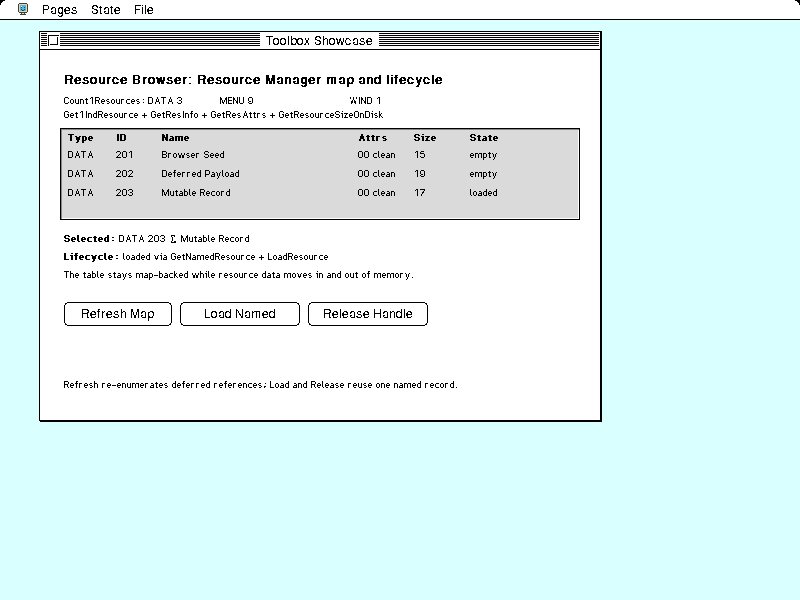 Pages State File
Toolbox Showcase
Resource Browser: Resource Manager map and lifecycle
Count1Resources: DATA 3 MENU 9 WIND 1
Get1IndResource + GetResInfo + GetResAttrs + GetResourceSizeOnDisk
Type ID Name Attrs Size State
DATA 201 Browser Seed 00 clean 15 empty
DATA 202 Deferred Payload 00 clean 19 empty
DATA 203 Mutable Record 00 clean 17 loaded
Selected: DATA 203 ∑ Mutable Record
Lifecycle: loaded via GetNamedResource + LoadResource
The table stays map-backed while resource data moves in and out of memory.
Refresh Map Load Named Release Handle
Refresh re-enumerates deferred references; Load and Release reuse one named record.